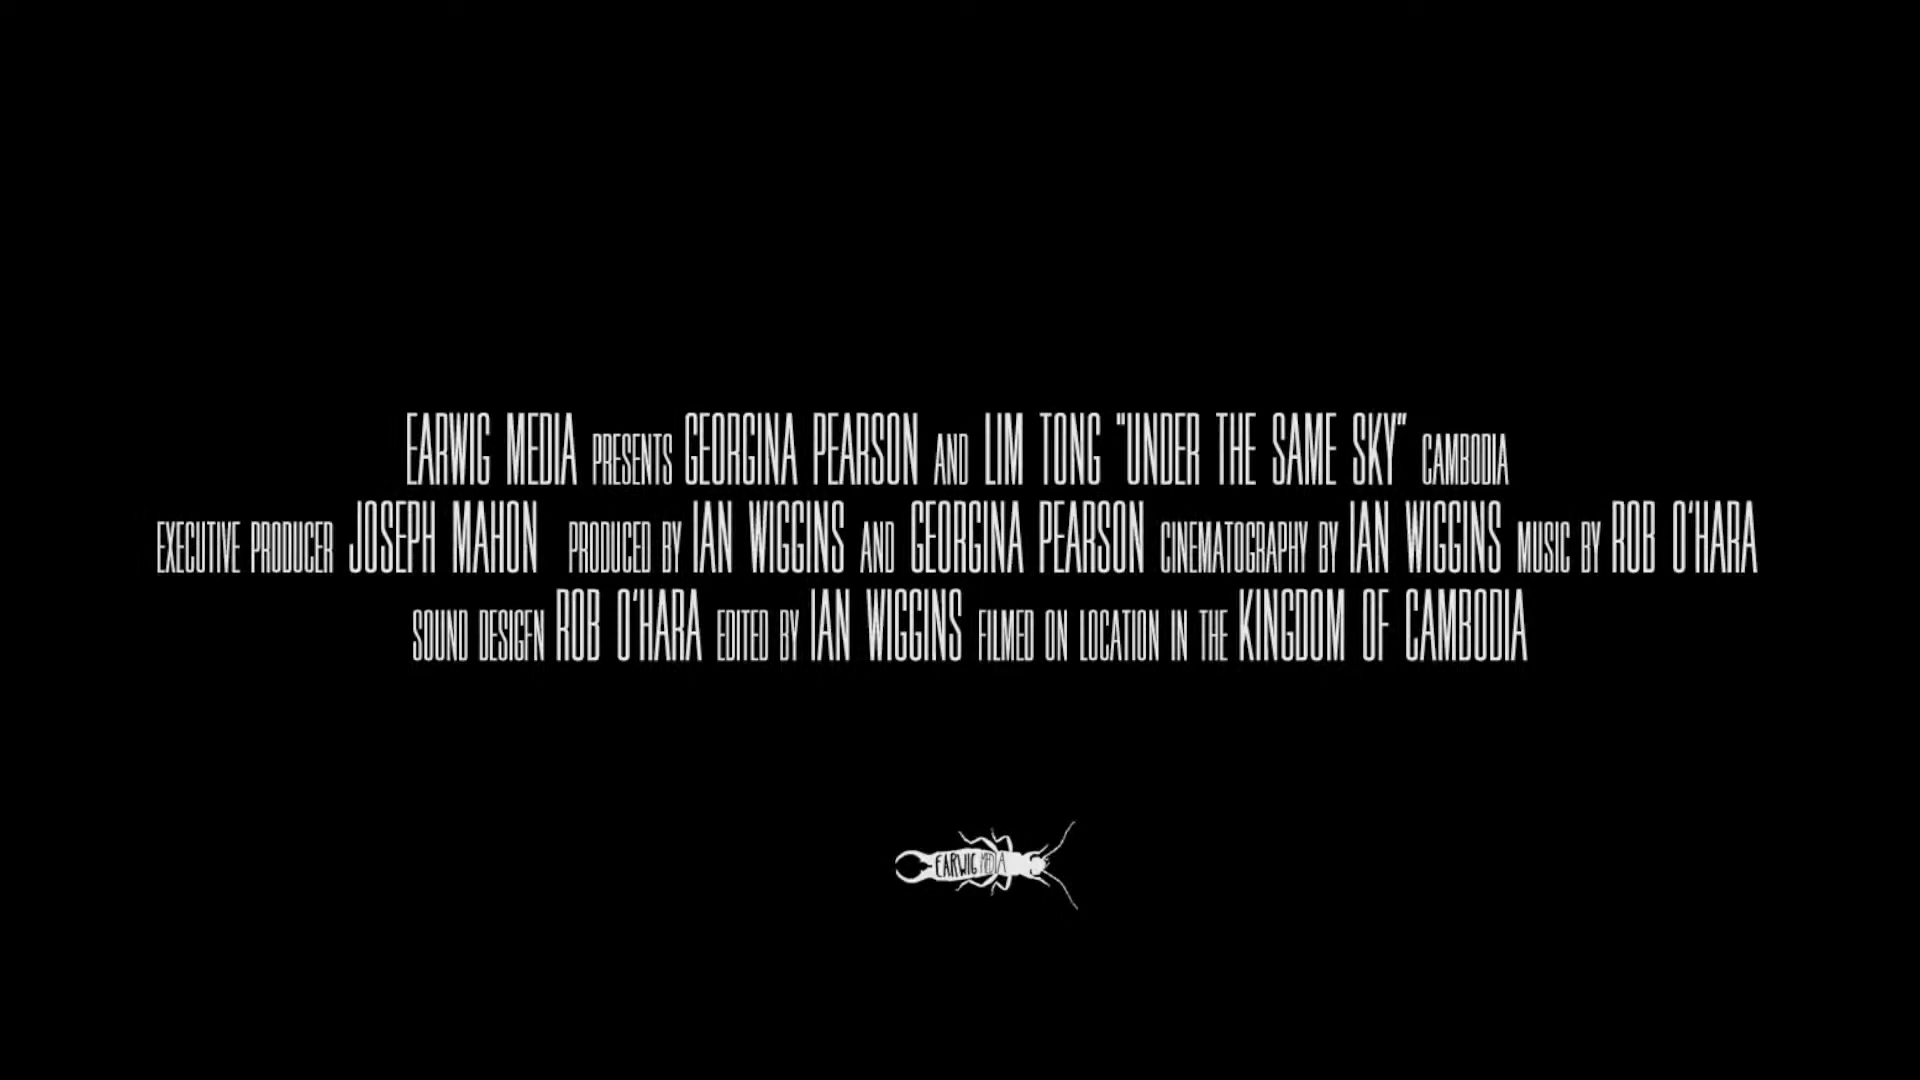 EARWIG MEDIA PRESENTS GEORGINA PEARSON AND LIM TONG "UNDER THE SAME SKY" CAMBODIA
EXECUTIVE PRODUCER JOSEPH MAHON PRODUCED BY IAN WIGGINS AND GEORGINA PEARSON CINEMATOGRAPHY BY IAN WIGGINS MUSIC BY ROB O'HARA
SOUND DESIGFN ROB O'HARA EDITED BY IAN WIGGINS FILMED ON LOCATION IN THE KINGDOM OF CAMBODIA
EARWIG MEDIA